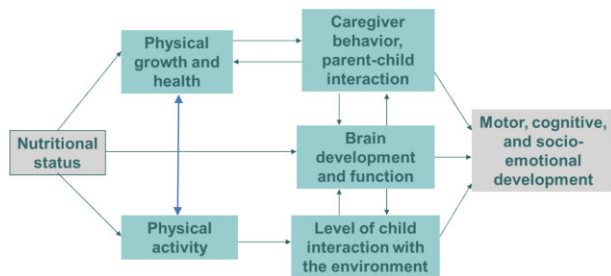 Physical
growth and
health
Caregiver
behavior,
parent-child
interaction
Nutritional
status
Brain
development
and function
Motor, cognitive,
and socio-
emotional
development
Physical
activity
Level of child
interaction with
the environment